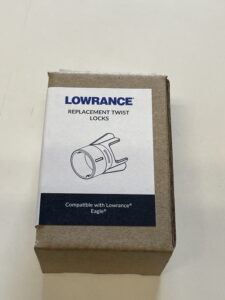 LOWRANCE®
REPLACEMENT TWIST
LOCKS
Compatible with Lowrance®
Eagle®